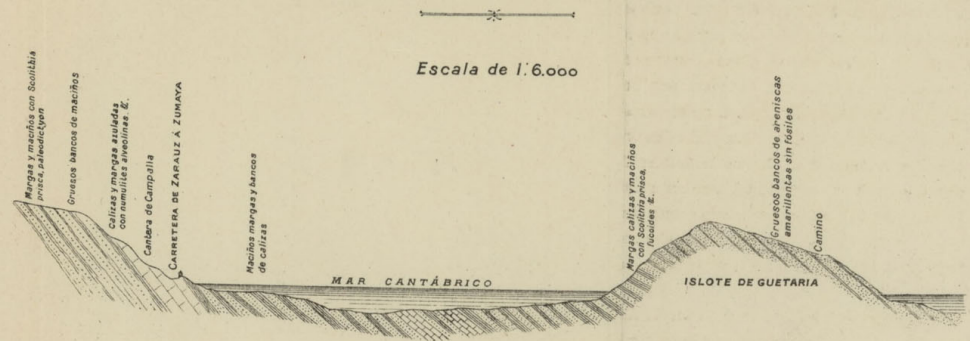 Escala de 1:6.000
Margas y maciños con Scolithia
prisca, paleodictyon
Gruesos bancos de maciños
Calizas y margas azuladas
con numulites alveolinas. &.
Cantera de Campalla
CARRETERA DE ZARAUZ Á ZUMAYA
Maciños margas y bancos
de calizas
MAR CANTÁBRICO
Margas calizas y maciños
con Scolithia prisca,
fucoides &.
Gruesos bancos de areniscas
amarillentas sin fósiles
Camino
ISLOTE DE GUETARIA